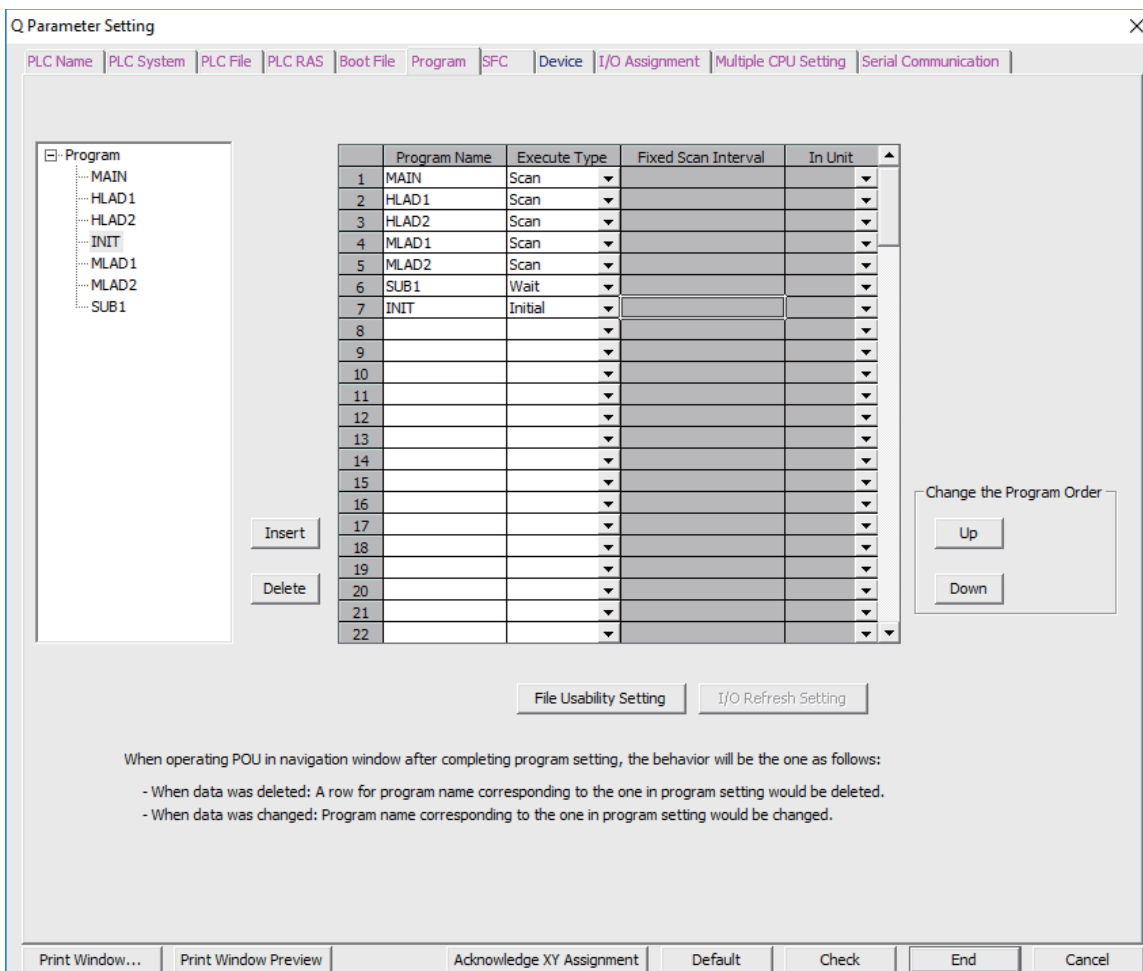 Q Parameter Setting
PLC Name PLC System PLC File PLC RAS Boot File Program SFC Device I/O Assignment Multiple CPU Setting Serial Communication
Program
MAIN
HLAD1
HLAD2
INIT
MLAD1
MLAD2
SUB1
Insert
Delete
Program Name Execute Type Fixed Scan Interval In Unit
1 MAIN Scan
2 HLAD1 Scan
3 HLAD2 Scan
4 MLAD1 Scan
5 MLAD2 Scan
6 SUB1 Wait
7 INIT Initial
8
9
10
11
12
13
14
15
16
17
18
19
20
21
22
Change the Program Order
Up
Down
File Usability Setting I/O Refresh Setting
When operating POU in navigation window after completing program setting, the behavior will be the one as follows:
- When data was deleted: A row for program name corresponding to the one in program setting would be deleted.
- When data was changed: Program name corresponding to the one in program setting would be changed.
Print Window... Print Window Preview Acknowledge XY Assignment Default Check End Cancel